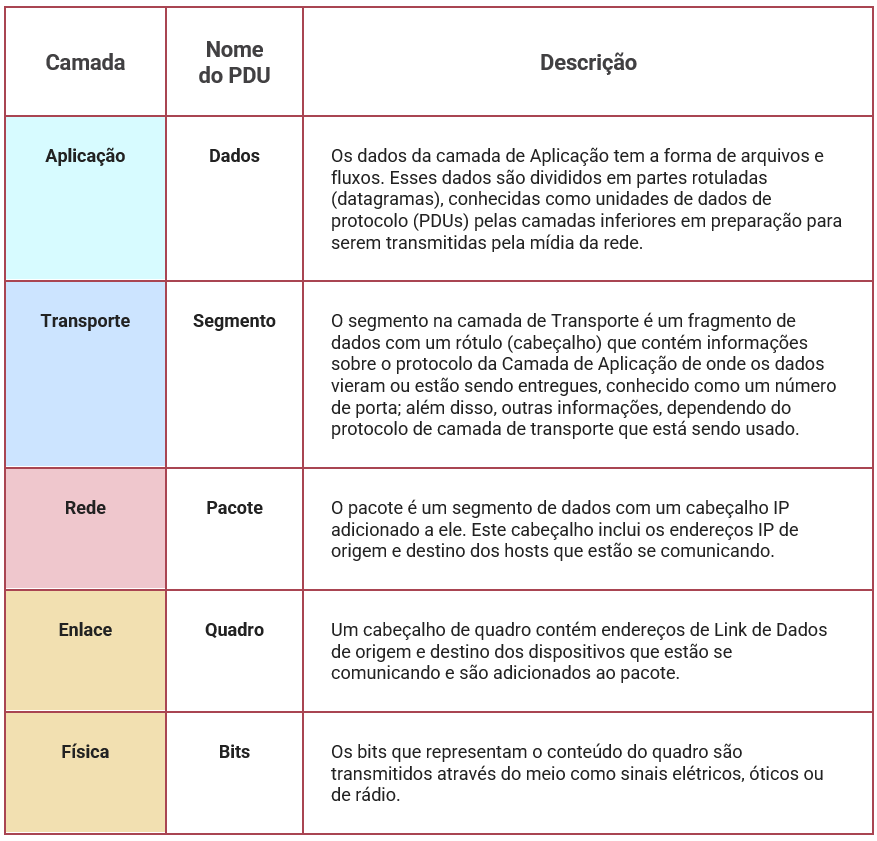 Camada
Nome
do PDU
Descrição
Aplicação
Dados
Os dados da camada de Aplicação tem a forma de arquivos e
fluxos. Esses dados são divididos em partes rotuladas
(datagramas), conhecidas como unidades de dados de
protocolo (PDUs) pelas camadas inferiores em preparação para
serem transmitidas pela mídia da rede.
Transporte
Segmento
O segmento na camada de Transporte é um fragmento de
dados com um rótulo (cabeçalho) que contém informações
sobre o protocolo da Camada de Aplicação de onde os dados
vieram ou estão sendo entregues, conhecido como um número
de porta; além disso, outras informações, dependendo do
protocolo de camada de transporte que está sendo usado.
Rede
Pacote
O pacote é um segmento de dados com um cabeçalho IP
adicionado a ele. Este cabeçalho inclui os endereços IP de
origem e destino dos hosts que estão se comunicando.
Enlace
Quadro
Um cabeçalho de quadro contém endereços de Link de Dados
de origem e destino dos dispositivos que estão se
comunicando e são adicionados ao pacote.
Física
Bits
Os bits que representam o conteúdo do quadro são
transmitidos através do meio como sinais elétricos, óticos ou
de rádio.